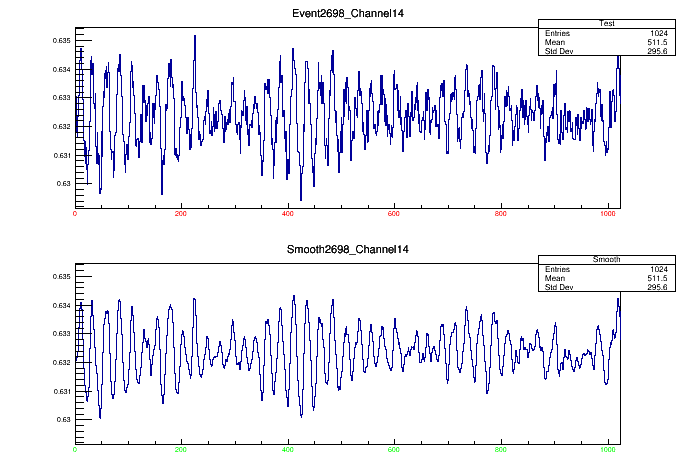 Event2698_Channel14
Test
Entries 1024
Mean 511.5
Std Dev 295.6
0.635
0.634
0.633
0.632
0.631
0.63
0 200 400 600 800 1000
Smooth2698_Channel14
Smooth
Entries 1024
Mean 511.5
Std Dev 295.6
0.635
0.634
0.633
0.632
0.631
0.63
0 200 400 600 800 1000